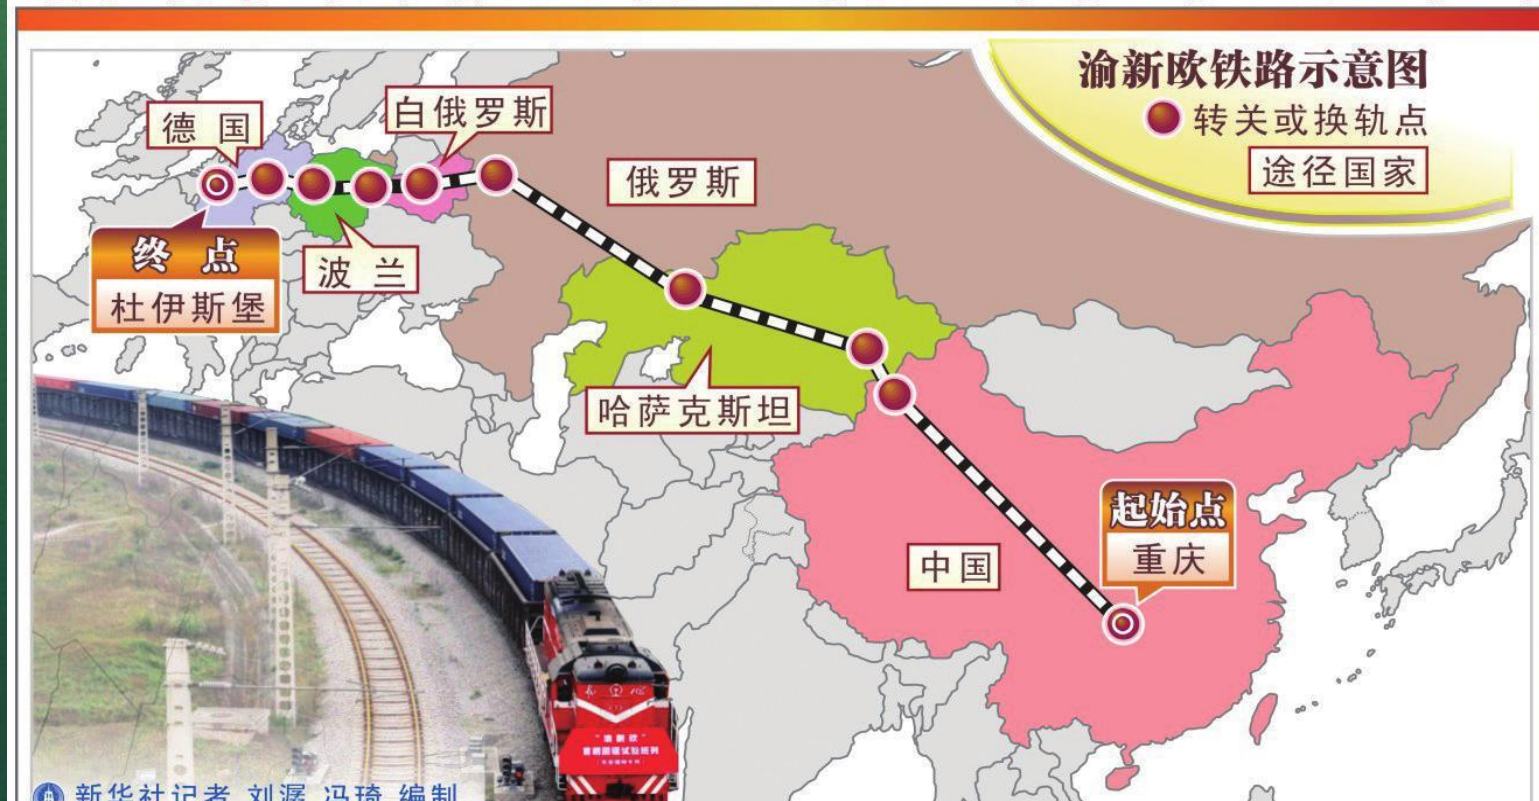 渝新欧铁路示意图
转关或换轨点
途径国家
德国
白俄罗斯
俄罗斯
终点
杜伊斯堡
波兰
哈萨克斯坦
中国
起始点
重庆
"渝新欧"
新华社记者 刘潺 冯琦 编制